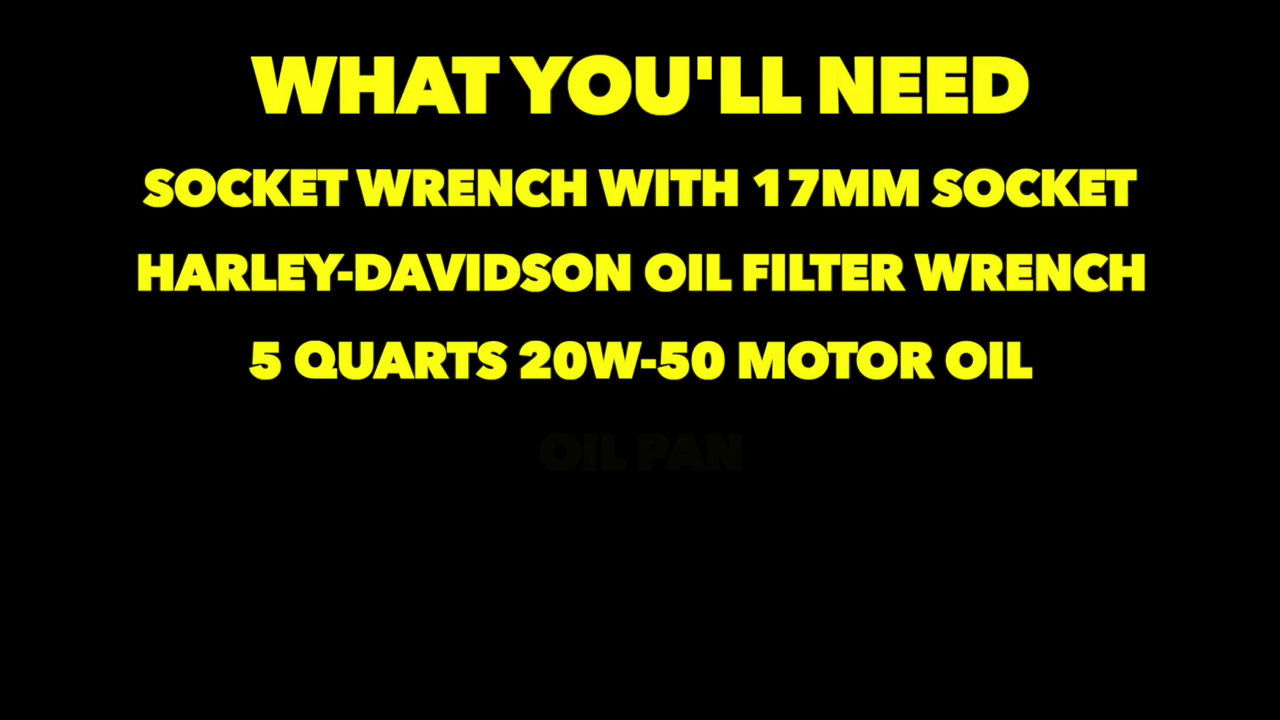 WHAT YOU'LL NEED
SOCKET WRENCH WITH 17MM SOCKET
HARLEY-DAVIDSON OIL FILTER WRENCH
5 QUARTS 20W-50 MOTOR OIL
OIL PAN